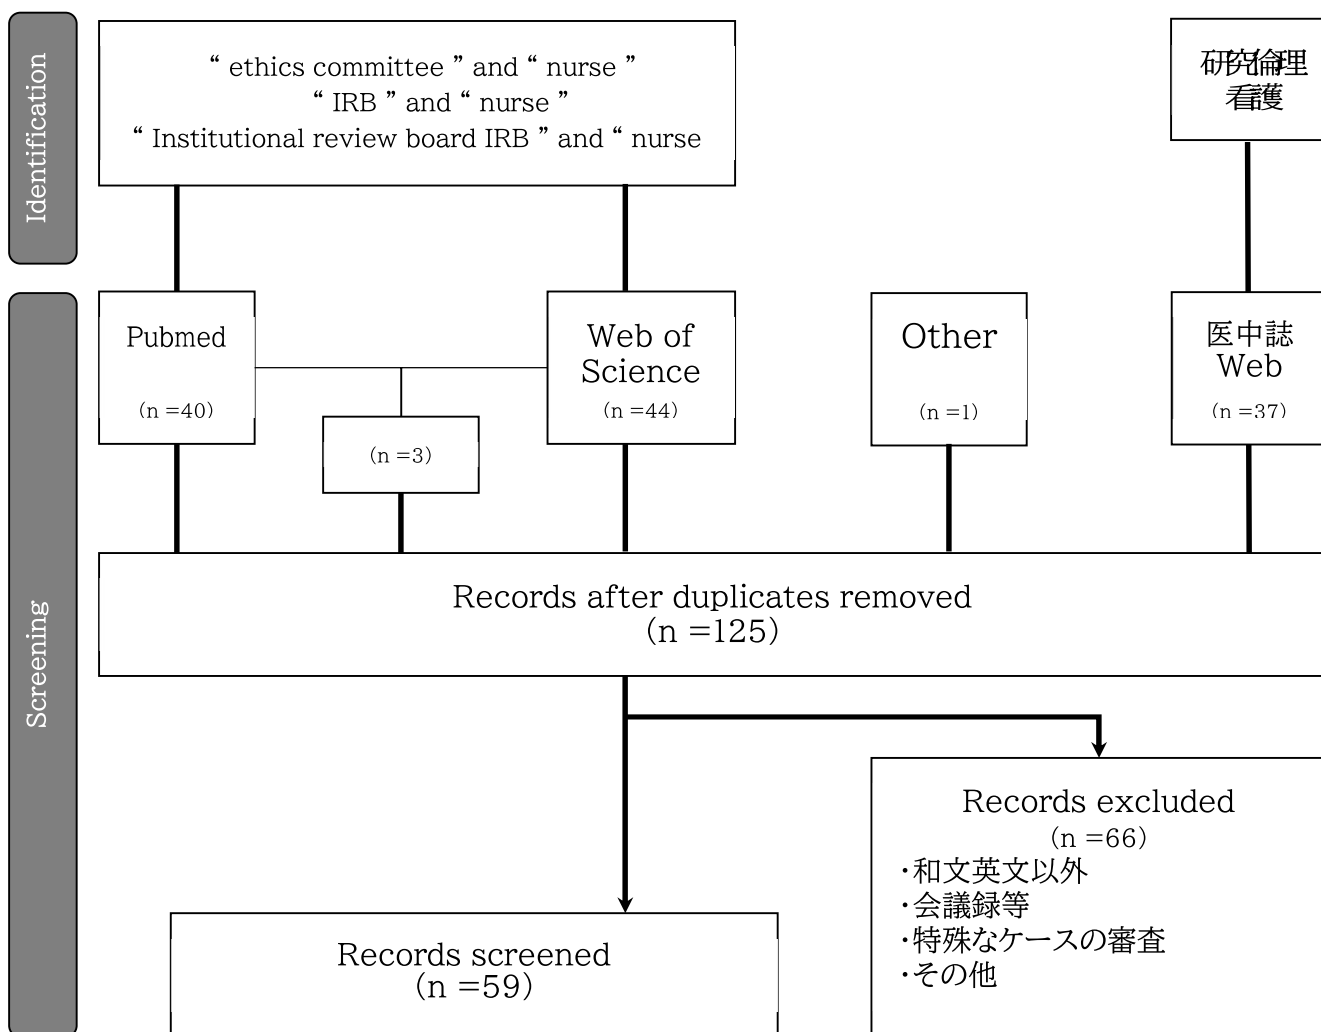 Identification
“ ethics committee ” and “ nurse ”
“ IRB ” and “ nurse ”
“ Institutional review board IRB ” and “ nurse
研究倫理
看護
Screening
Pubmed
(n =40)
(n =3)
Web of
Science
(n =44)
Other
(n =1)
医中誌
Web
(n =37)
Records after duplicates removed
(n =125)
Records excluded
(n =66)
・和文英文以外
・会議録等
・特殊なケースの審査
・その他
Records screened
(n =59)